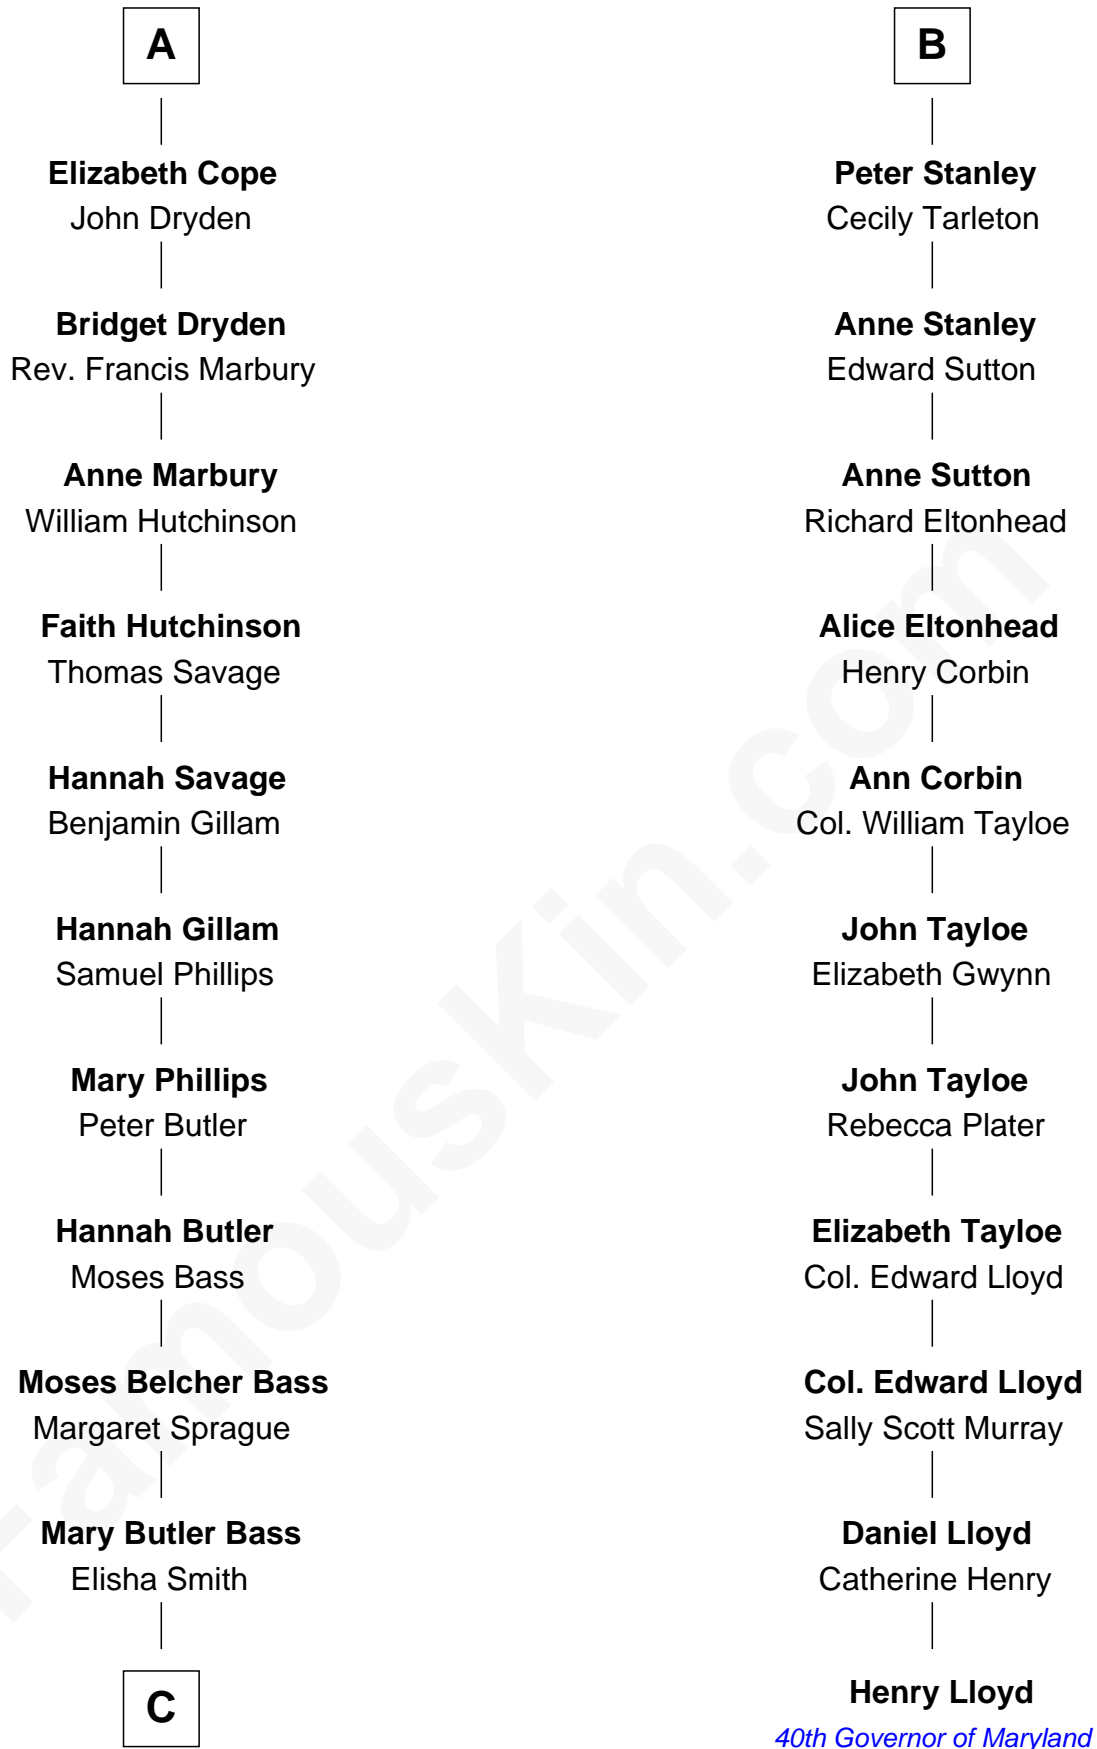 A
Elizabeth Cope
John Dryden
Bridget Dryden
Rev. Francis Marbury
Anne Marbury
William Hutchinson
Faith Hutchinson
Thomas Savage
Hannah Savage
Benjamin Gillam
Hannah Gillam
Samuel Phillips
Mary Phillips
Peter Butler
Hannah Butler
Moses Bass
Moses Belcher Bass
Margaret Sprague
Mary Butler Bass
Elisha Smith
C
B
Peter Stanley
Cecily Tarleton
Anne Stanley
Edward Sutton
Anne Sutton
Richard Eltonhead
Alice Eltonhead
Henry Corbin
Ann Corbin
Col. William Tayloe
John Tayloe
Elizabeth Gwynn
John Tayloe
Rebecca Plater
Elizabeth Tayloe
Col. Edward Lloyd
Col. Edward Lloyd
Sally Scott Murray
Daniel Lloyd
Catherine Henry
Henry Lloyd
40th Governor of Maryland
FamousKin.com